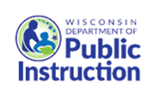 WISCONSIN
DEPARTMENT OF
Public
Instruction